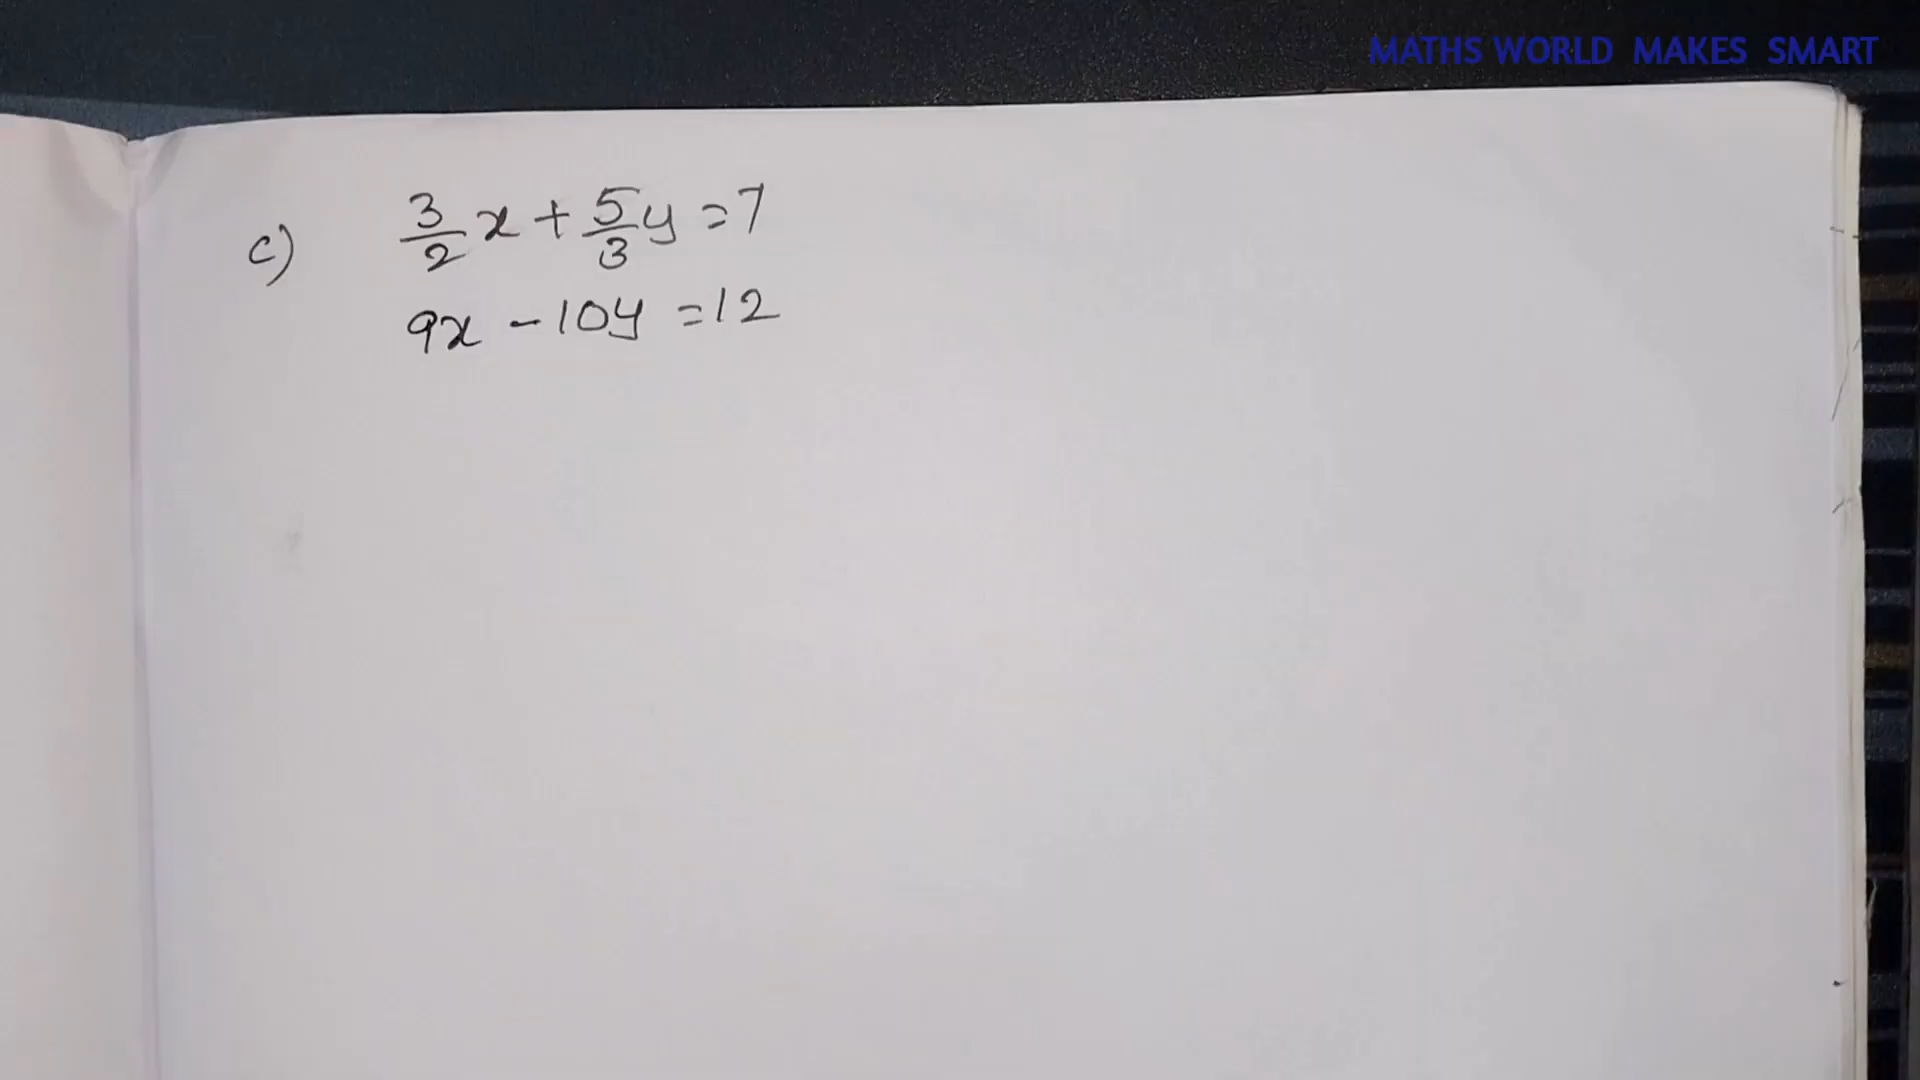 MATHS WORLD MAKES SMART
c) 3/2 x + 5/3 y = 7
9x - 10y = 12